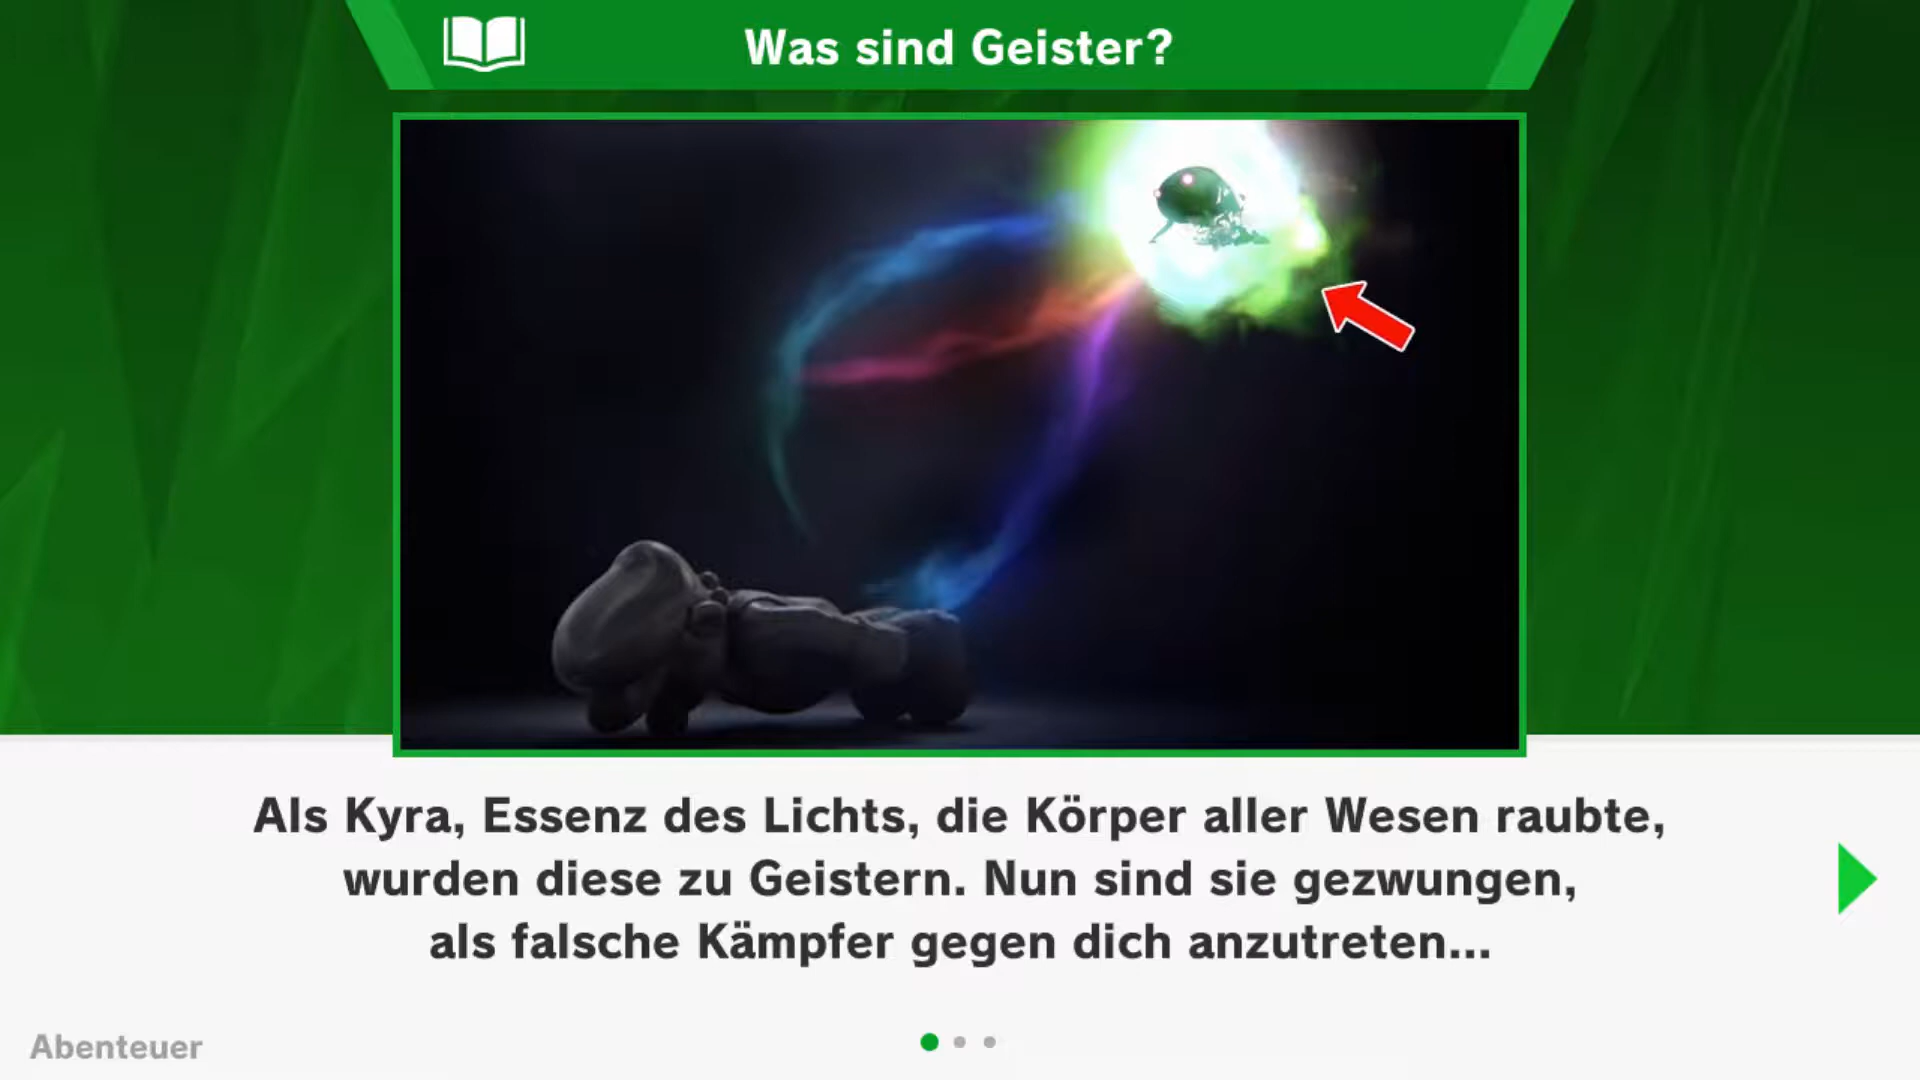 Was sind Geister?
Als Kyra, Essenz des Lichts, die Körper aller Wesen raubte,
wurden diese zu Geistern. Nun sind sie gezwungen,
als falsche Kämpfer gegen dich anzutreten...
Abenteuer